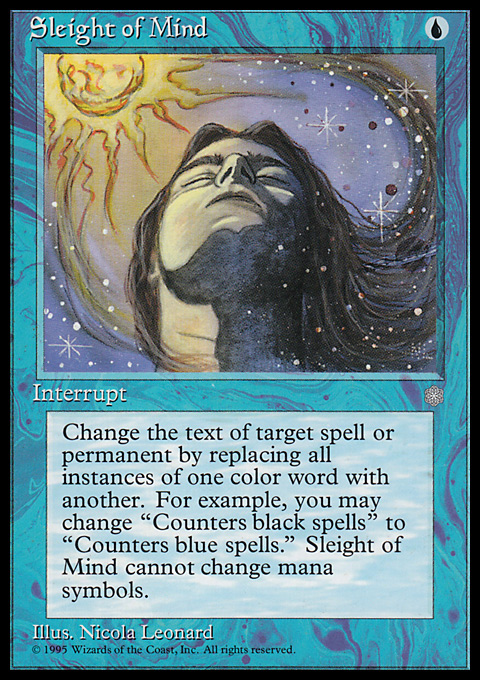 Sleight of Mind
Interrupt
Change the text of target spell or
permanent by replacing all
instances of one color word with
another. For example, you may
change “Counters black spells” to
“Counters blue spells.” Sleight of
Mind cannot change mana
symbols.
Illus. Nicola Leonard
© 1995 Wizards of the Coast, Inc. All rights reserved.